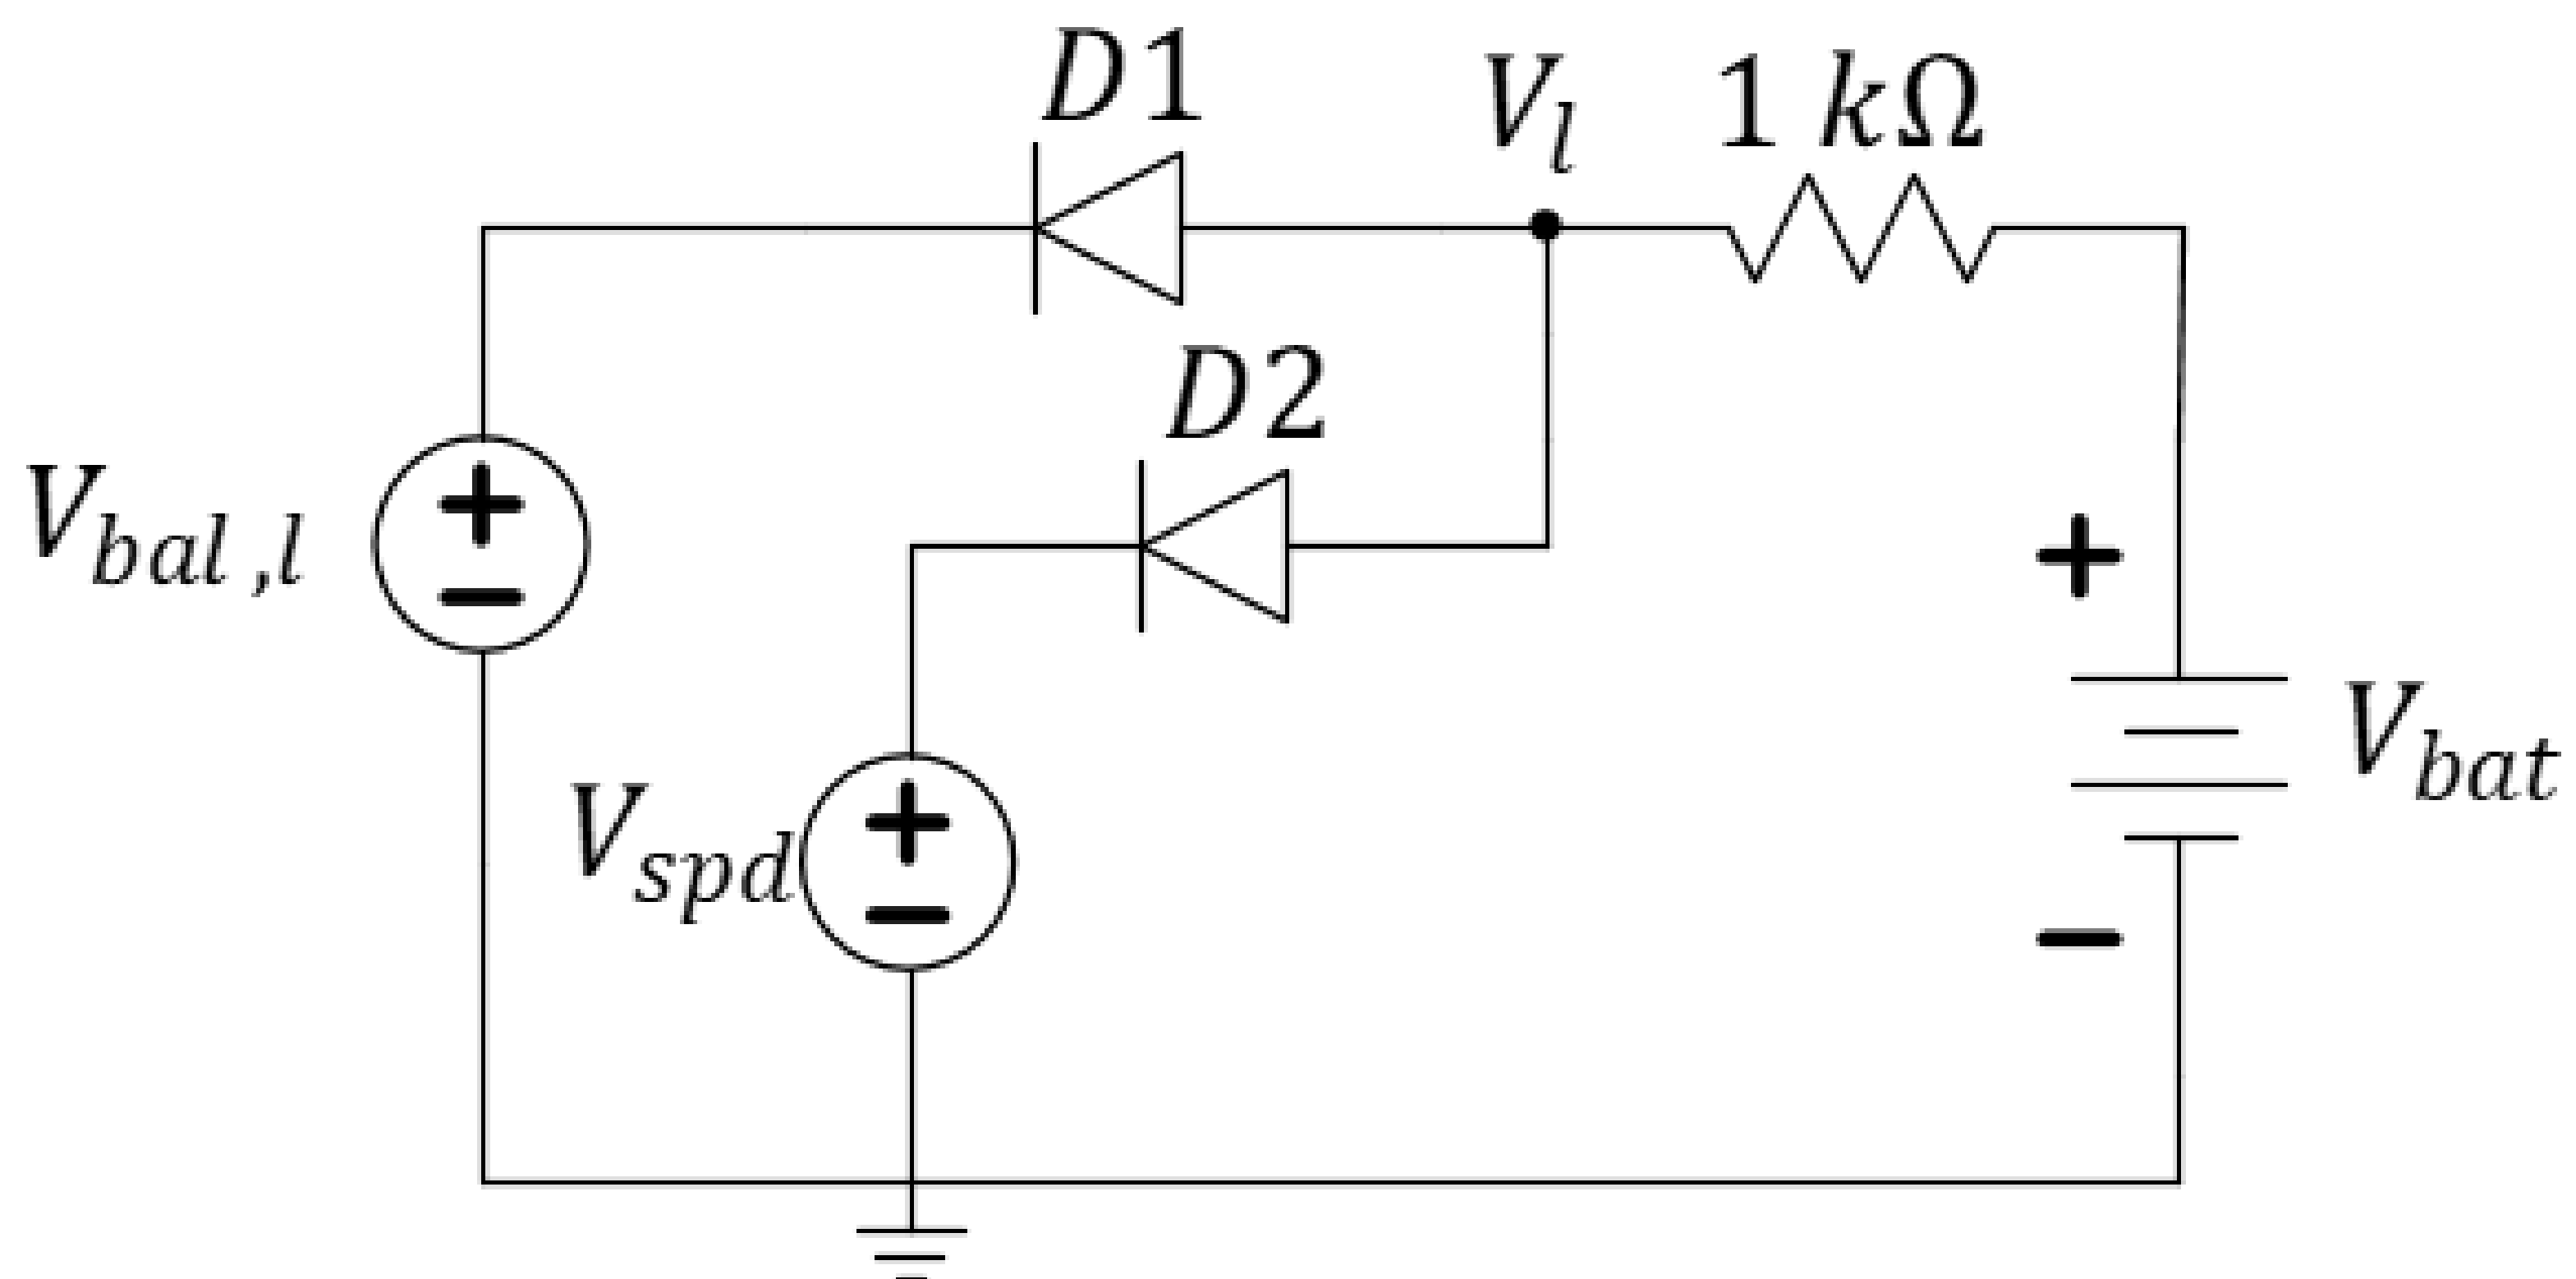 D1
V_l
1 kΩ
D2
V_bal,l
+
−
+
V_spd
+
−
V_bat
−